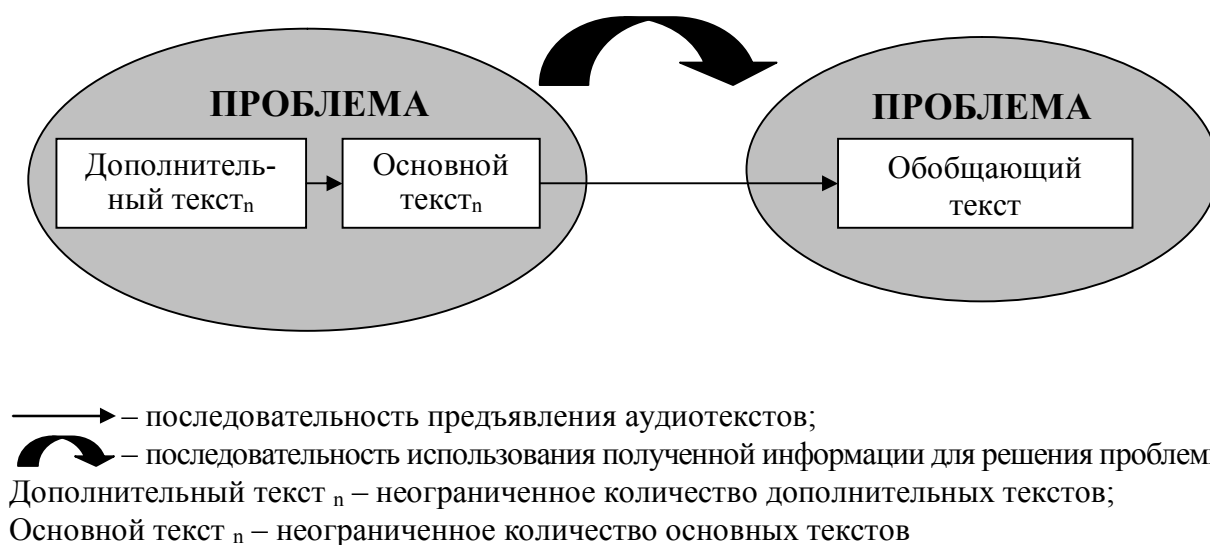 ПРОБЛЕМА
Дополнитель-
ный текстₙ
Основной
текстₙ
ПРОБЛЕМА
Обобщающий
текст
– последовательность предъявления аудиотекстов;
– последовательность использования полученной информации для решения проблем
Дополнительный текст ₙ – неограниченное количество дополнительных текстов;
Основной текст ₙ – неограниченное количество основных текстов